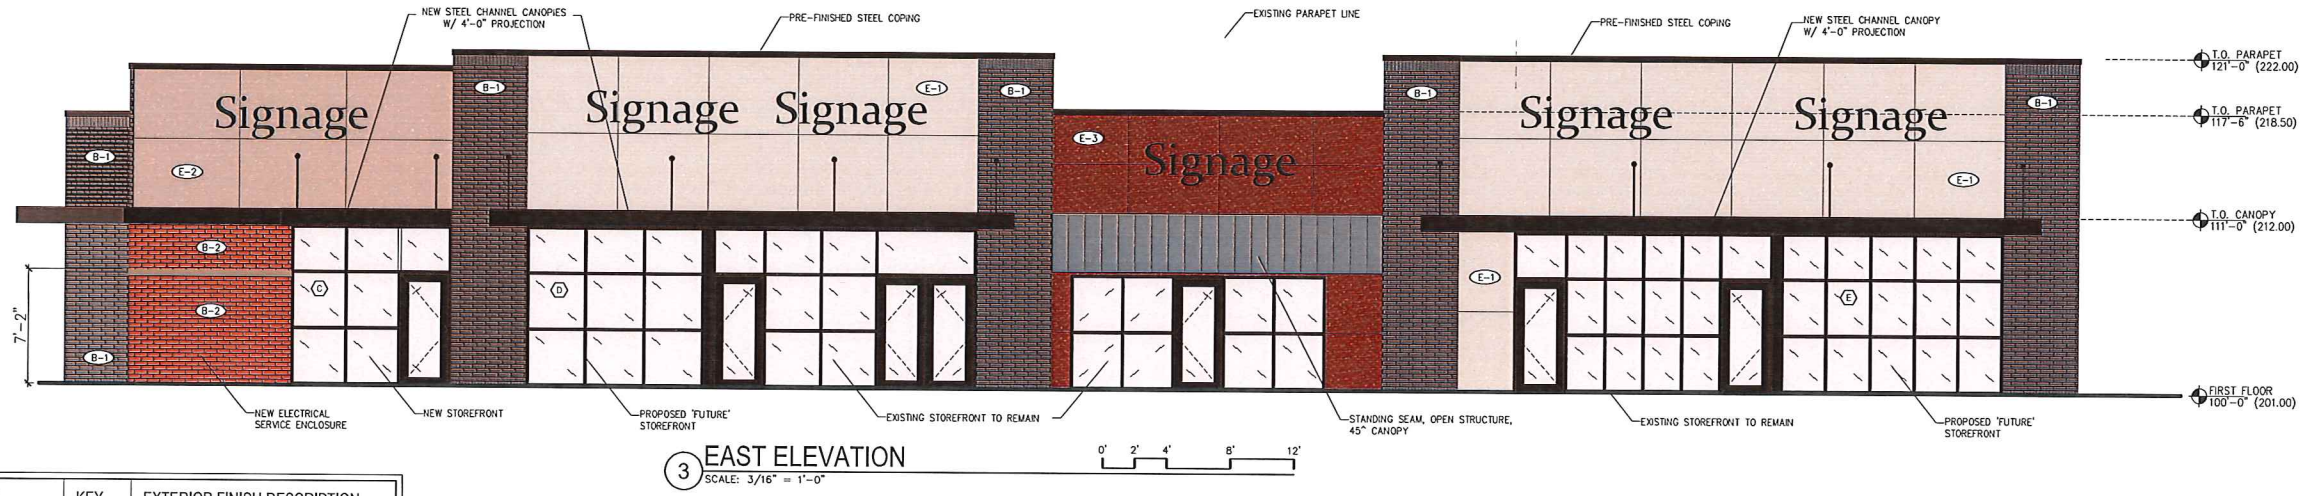 NEW STEEL CHANNEL CANOPIES
W/ 4'-0" PROJECTION
PRE-FINISHED STEEL COPING
EXISTING PARAPET LINE
PRE-FINISHED STEEL COPING
NEW STEEL CHANNEL CANOPY
W/ 4'-0" PROJECTION
T.O. PARAPET
121'-0" (222.00)
T.O. PARAPET
117'-6" (218.50)
T.O. CANOPY
111'-0" (212.00)
FIRST FLOOR
100'-0" (201.00)
Signage
Signage
Signage
Signage
Signage
Signage
B-1
E-1
B-1
B-1
B-1
E-3
B-1
E-2
E-1
B-2
E-1
C
D
E
B-2
B-1
7'-2"
NEW ELECTRICAL
SERVICE ENCLOSURE
NEW STOREFRONT
PROPOSED 'FUTURE'
STOREFRONT
EXISTING STOREFRONT TO REMAIN
STANDING SEAM, OPEN STRUCTURE,
45^ CANOPY
EXISTING STOREFRONT TO REMAIN
PROPOSED 'FUTURE'
STOREFRONT
3
EAST ELEVATION
SCALE: 3/16" = 1'-0"
0' 2' 4' 8' 12'
KEY EXTERIOR FINISH DESCRIPTION